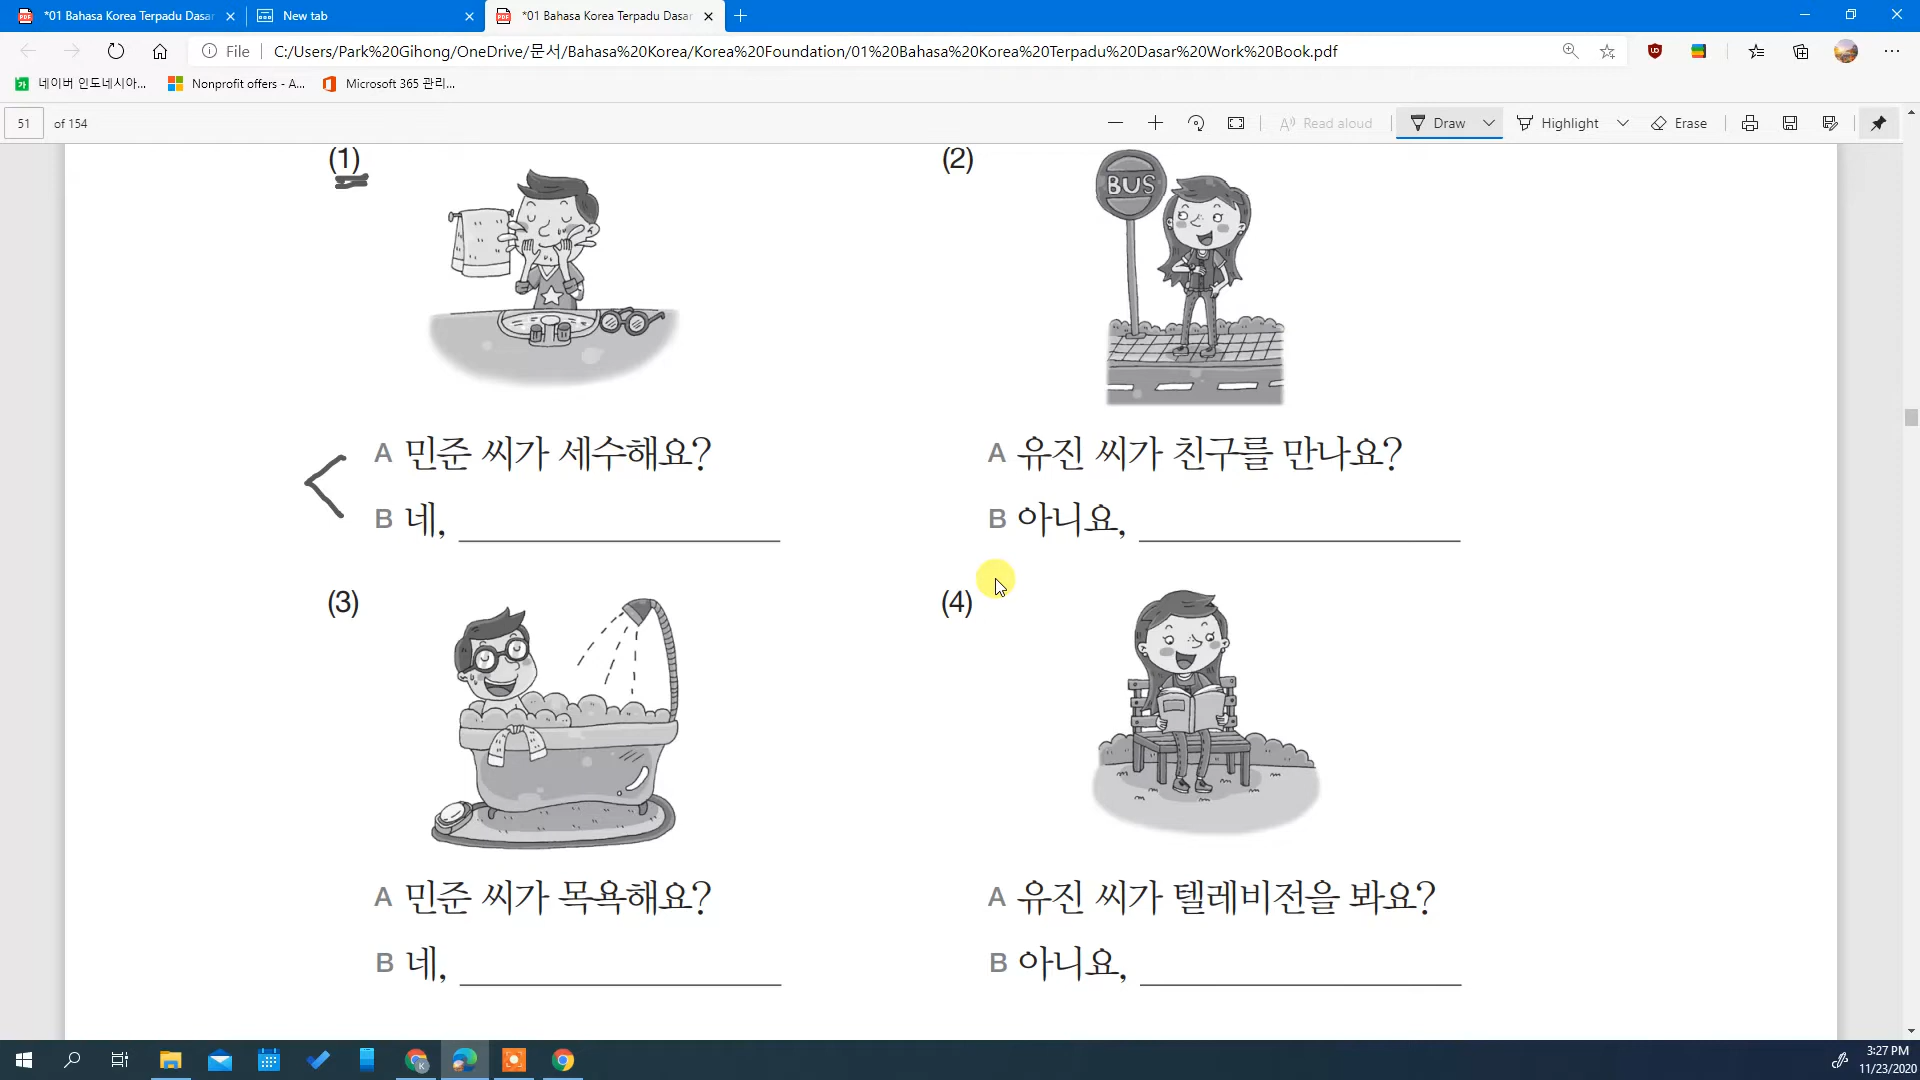 *01 Bahasa Korea Terpadu Dasar
New tab
*01 Bahasa Korea Terpadu Dasar
File
C:/Users/Park%20Gihong/OneDrive/문서/Bahasa%20Korea/Korea%20Foundation/01%20Bahasa%20Korea%20Terpadu%20Dasar%20Work%20Book.pdf
네이버 인도네시아...
Nonprofit offers - A...
Microsoft 365 관리...
51 of 154
Read aloud
Draw
Highlight
Erase
(1)
(2)
BUS
A 민준 씨가 세수해요?
B 네,
A 유진 씨가 친구를 만나요?
B 아니요,
(3)
(4)
A 민준 씨가 목욕해요?
B 네,
A 유진 씨가 텔레비전을 봐요?
B 아니요,
3:27 PM
11/23/2020